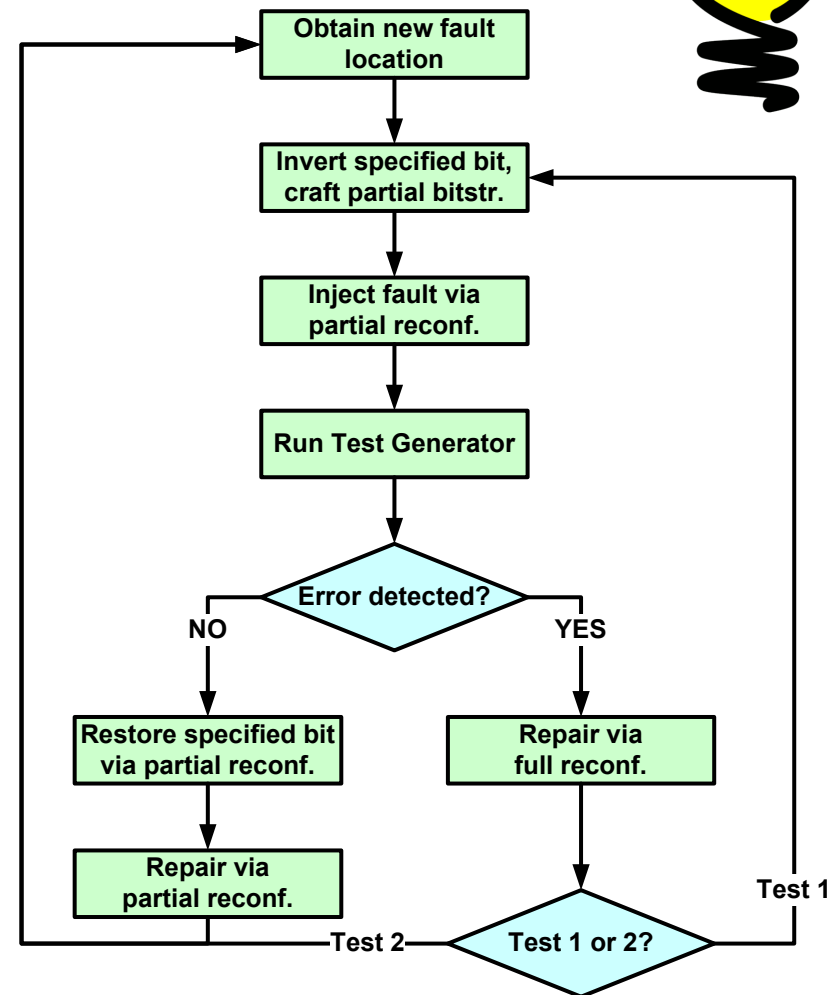 Obtain new fault
location
Invert specified bit,
craft partial bitstr.
Inject fault via
partial reconf.
Run Test Generator
Error detected?
NO
YES
Restore specified bit
via partial reconf.
Repair via
full reconf.
Repair via
partial reconf.
Test 1
Test 2
Test 1 or 2?